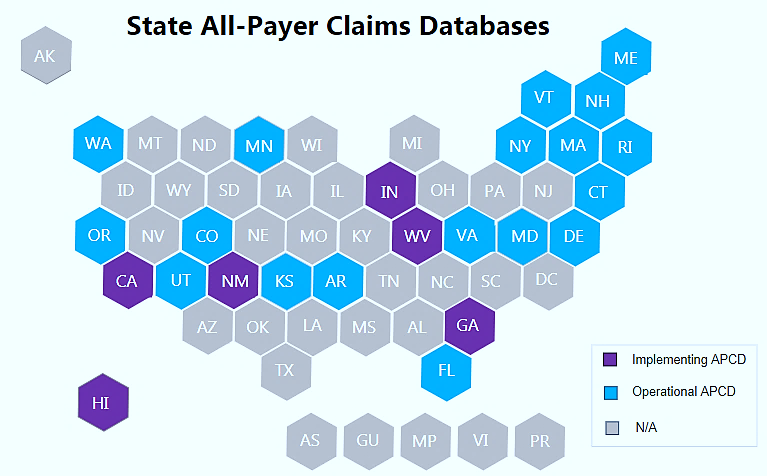 State All-Payer Claims Databases
AK
ME
VT NH
WA MT ND MN WI MI NY MA RI
ID WY SD IA IL IN OH PA NJ CT
OR NV CO NE MO KY WV VA MD DE
CA UT NM KS AR TN NC SC DC
AZ OK LA MS AL GA
TX FL
HI
AS GU MP VI PR
Implementing APCD
Operational APCD
N/A